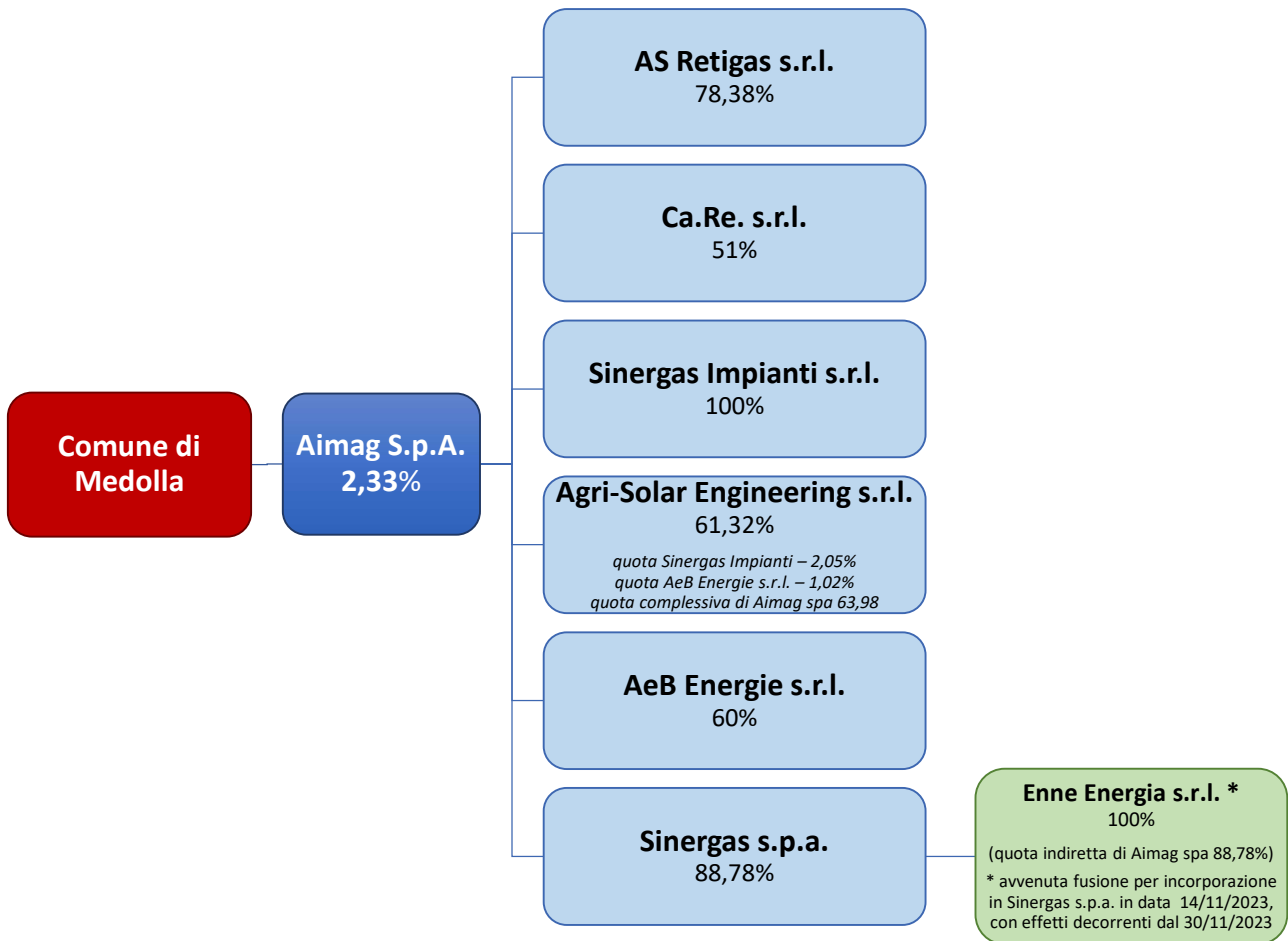 AS Retigas s.r.l.
78,38%
Ca.Re. s.r.l.
51%
Sinergas Impianti s.r.l.
100%
Comune di
Medolla
Aimag S.p.A.
2,33%
Agri-Solar Engineering s.r.l.
61,32%
quota Sinergas Impianti – 2,05%
quota AeB Energie s.r.l. – 1,02%
quota complessiva di Aimag spa 63,98
AeB Energie s.r.l.
60%
Sinergas s.p.a.
88,78%
Enne Energia s.r.l. *
100%
(quota indiretta di Aimag spa 88,78%)
* avvenuta fusione per incorporazione
in Sinergas s.p.a. in data 14/11/2023,
con effetti decorrenti dal 30/11/2023